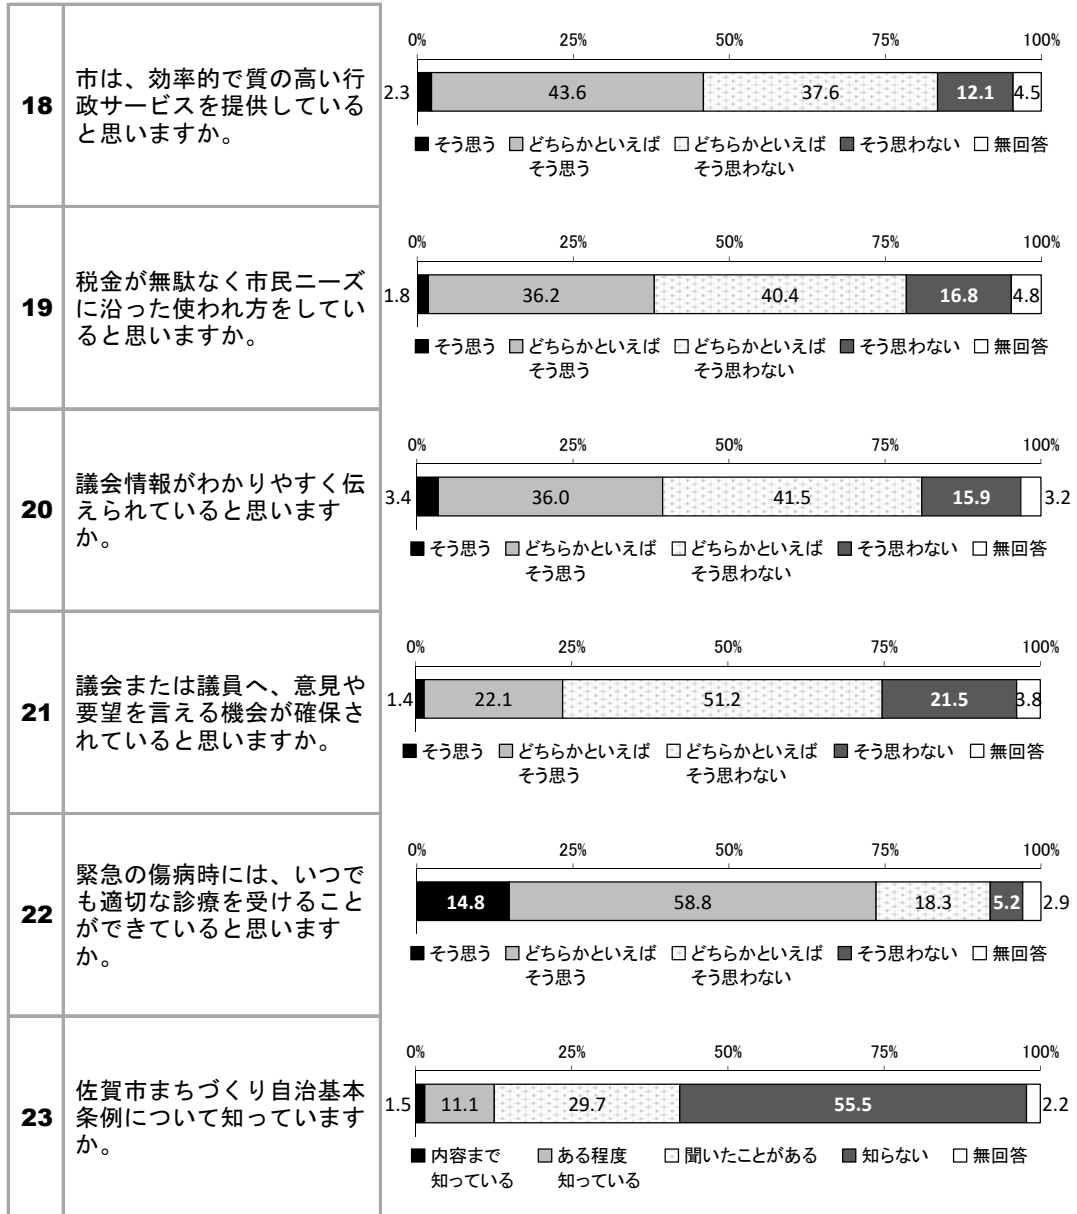 18
市は、効率的で質の高い行
政サービスを提供している
と思いますか。
0% 25% 50% 75% 100%
2.3 43.6 37.6 12.1 4.5
そう思う どちらかといえば どちらかといえば そう思わない 無回答
そう思う そう思わない
19
税金が無駄なく市民ニーズ
に沿った使われ方をしてい
ると思いますか。
0% 25% 50% 75% 100%
1.8 36.2 40.4 16.8 4.8
そう思う どちらかといえば どちらかといえば そう思わない 無回答
そう思う そう思わない
20
議会情報がわかりやすく伝
えられていると思います
か。
0% 25% 50% 75% 100%
3.4 36.0 41.5 15.9 3.2
そう思う どちらかといえば どちらかといえば そう思わない 無回答
そう思う そう思わない
21
議会または議員へ、意見や
要望を言える機会が確保さ
れていると思いますか。
0% 25% 50% 75% 100%
1.4 22.1 51.2 21.5 3.8
そう思う どちらかといえば どちらかといえば そう思わない 無回答
そう思う そう思わない
22
緊急の傷病時には、いつで
も適切な診療を受けること
ができていると思います
か。
0% 25% 50% 75% 100%
14.8 58.8 18.3 5.2 2.9
そう思う どちらかといえば どちらかといえば そう思わない 無回答
そう思う そう思わない
23
佐賀市まちづくり自治基本
条例について知っています
か。
0% 25% 50% 75% 100%
1.5 11.1 29.7 55.5 2.2
内容まで ある程度 聞いたことがある 知らない 無回答
知っている 知っている